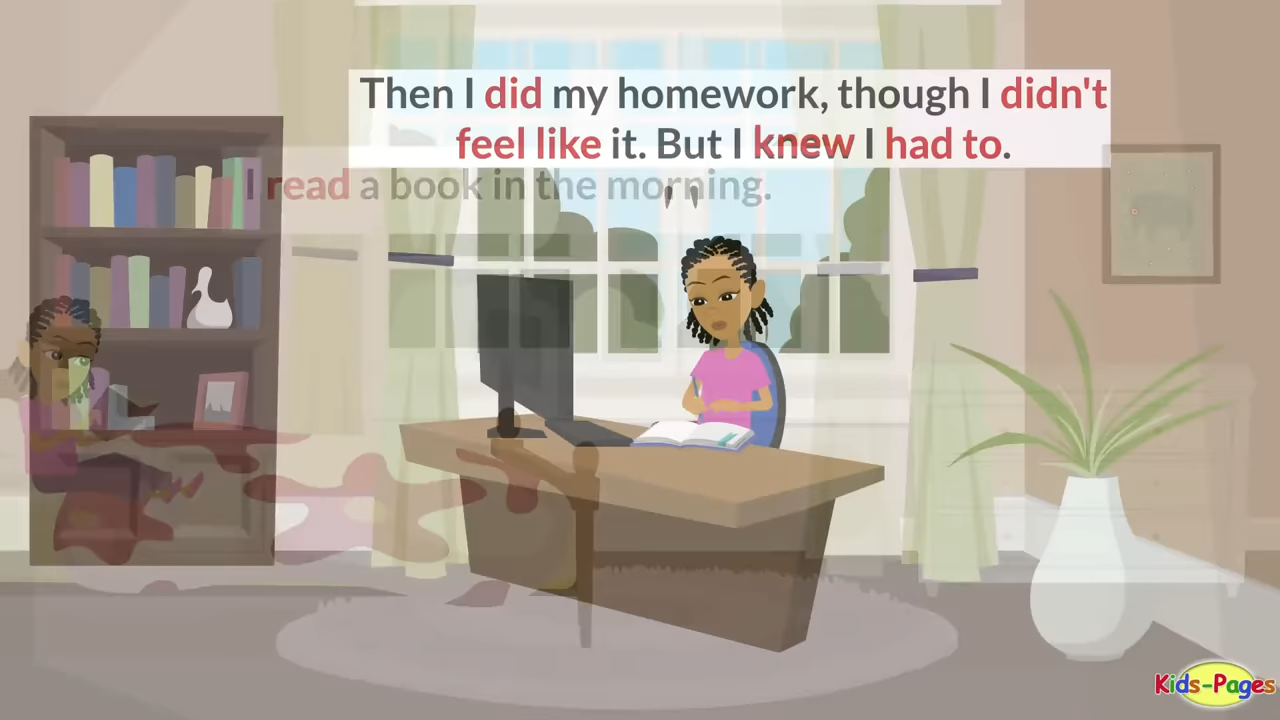 Then I did my homework, though I didn't
feel like it. But I knew I had to.
I read a book in the morning.
Kids-Pages